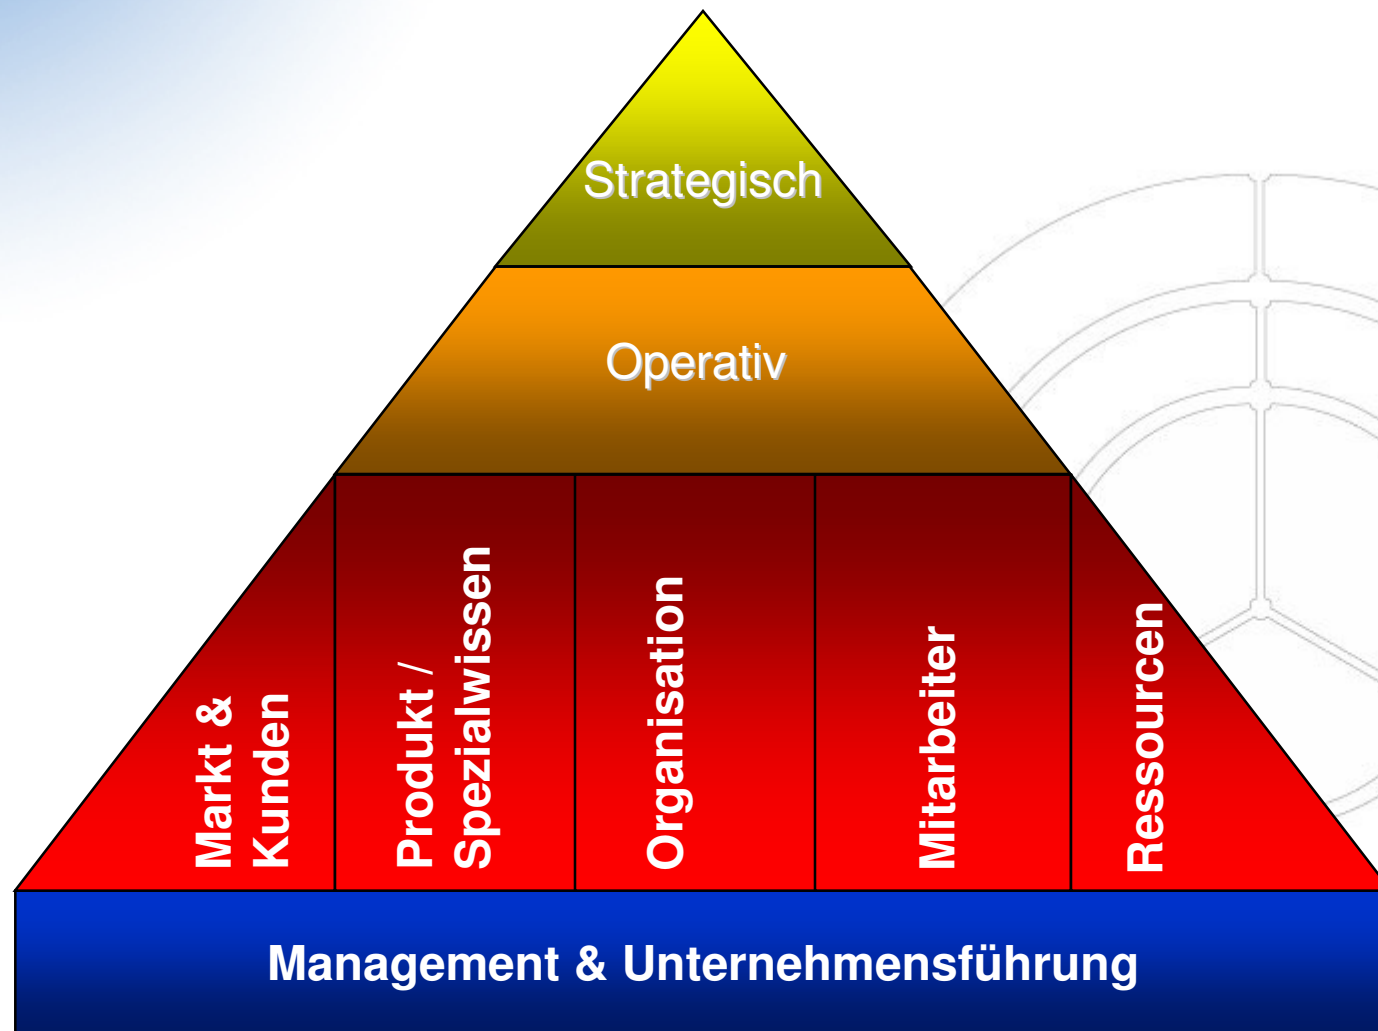 Strategisch
Operativ
Markt &
Kunden
Produkt /
Spezialwissen
Organisation
Mitarbeiter
Ressourcen
Management & Unternehmensführung